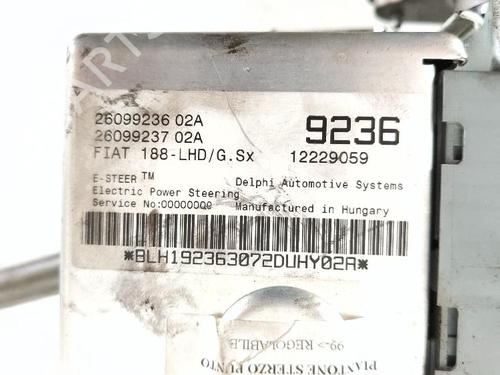 26099236 02A
26099237 02A
9236
FIAT 188-LHD/G.Sx 12229059
E-STEER™ Delphi Automotive Systems
Electric Power Steering
Service No:00000000 Manufactured in Hungary
*BLH192363072DUHY02A*
PIANTONE STERZO PUNTO
99-> REGOLABILE